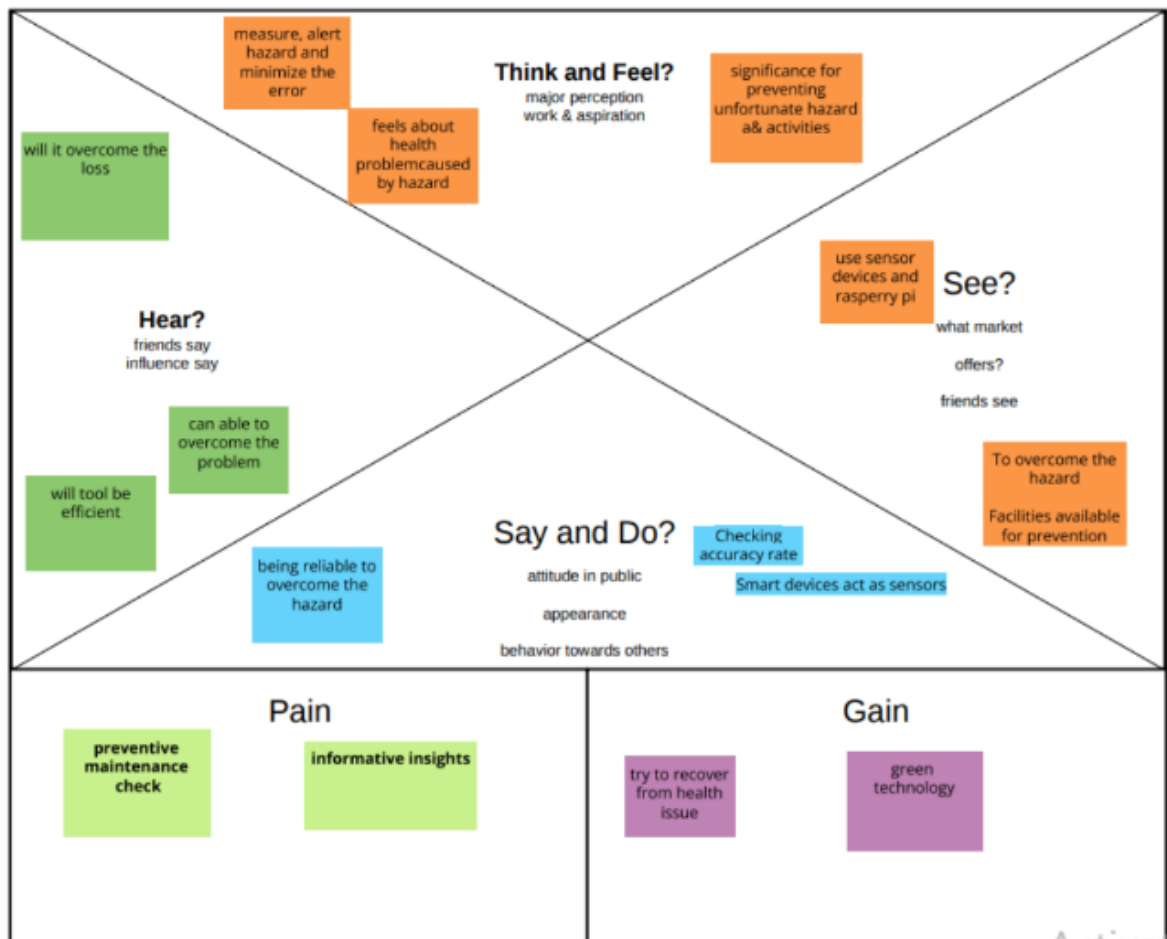 measure, alert
hazard and
minimize the
error
Think and Feel?
major perception
work & aspiration
significance for
preventing
unfortunate hazard
a& activities
feels about
health
problemcaused
by hazard
will it overcome the
loss
use sensor
devices and
rasperry pi
See?
what market
offers?
friends see
Hear?
friends say
influence say
can able to
overcome the
problem
will tool be
efficient
To overcome the
hazard
Facilities available
for prevention
Say and Do?
attitude in public
appearance
behavior towards others
being reliable to
overcome the
hazard
Checking
accuracy rate
Smart devices act as sensors
Pain
preventive
maintenance
check
informative insights
Gain
try to recover
from health
issue
green
technology